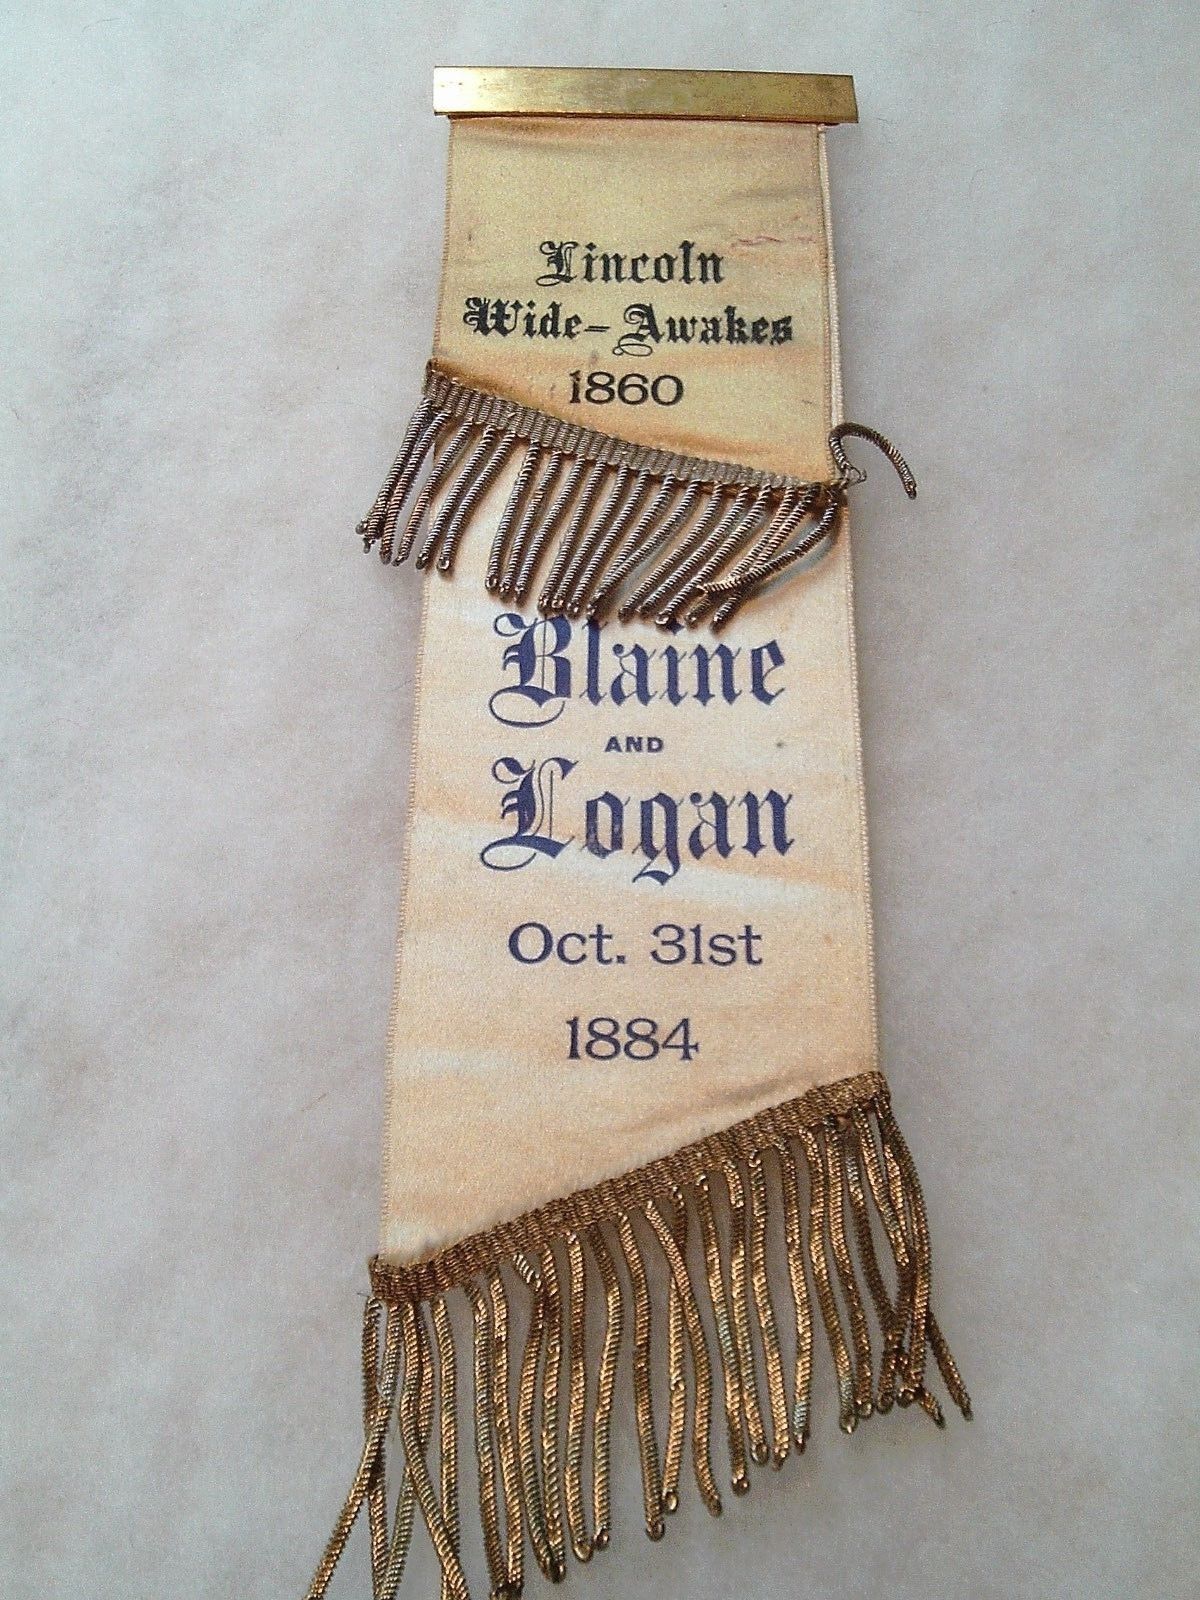 Lincoln
Wide-Awakes
1860
Blaine
AND
Logan
Oct. 31st
1884